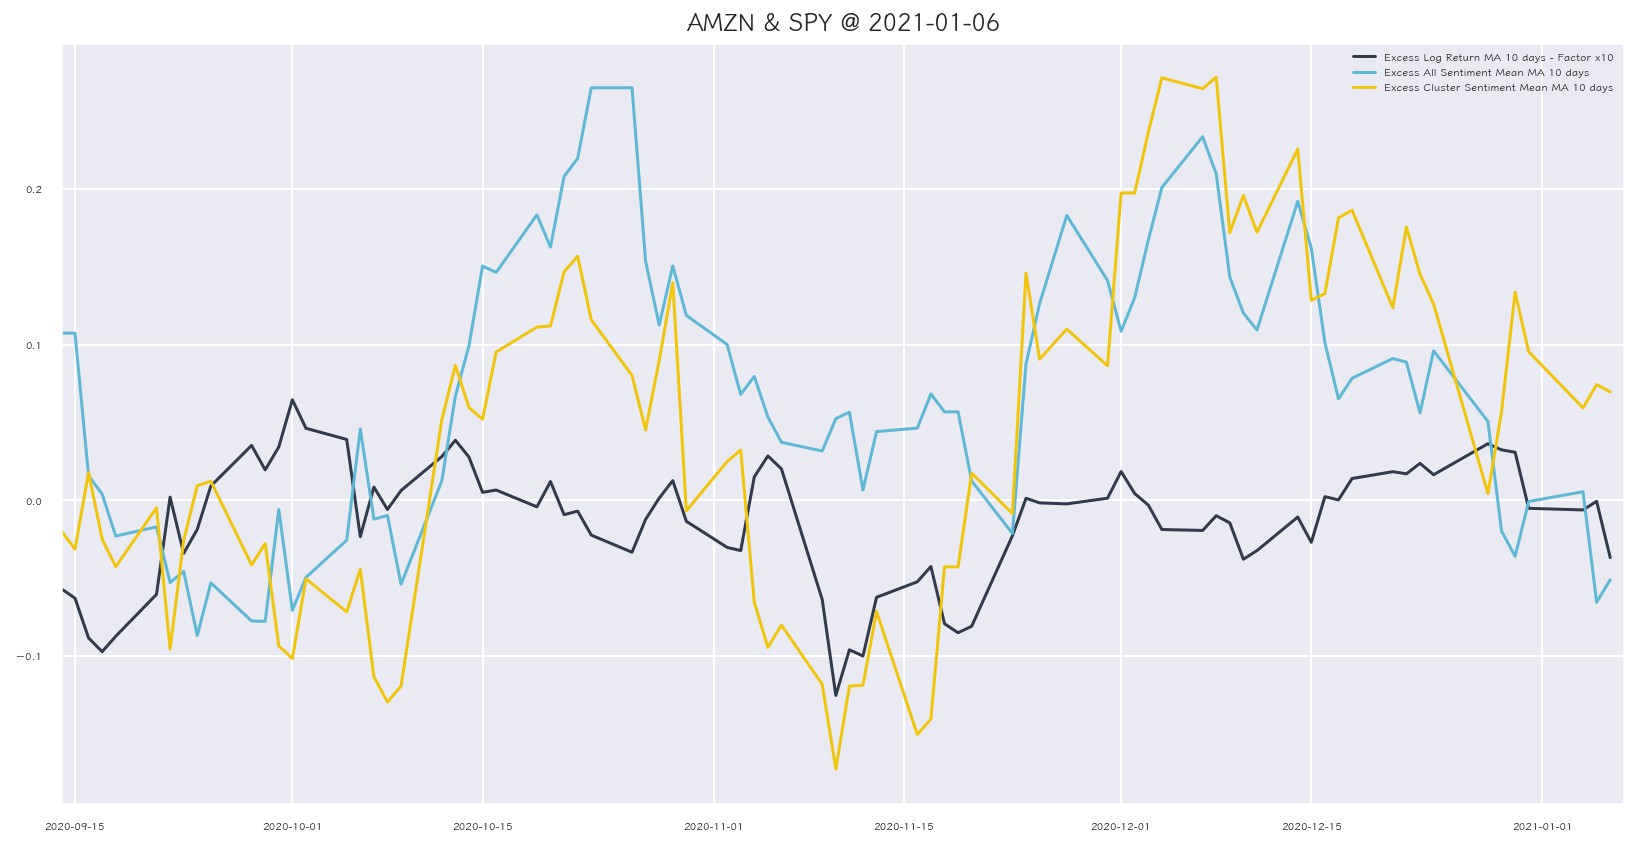 AMZN & SPY @ 2021-01-06
Excess Log Return MA 10 days - Factor x10
Excess All Sentiment Mean MA 10 days
Excess Cluster Sentiment Mean MA 10 days
0.2
0.1
0.0
−0.1
2020-09-15 2020-10-01 2020-10-15 2020-11-01 2020-11-15 2020-12-01 2020-12-15 2021-01-01